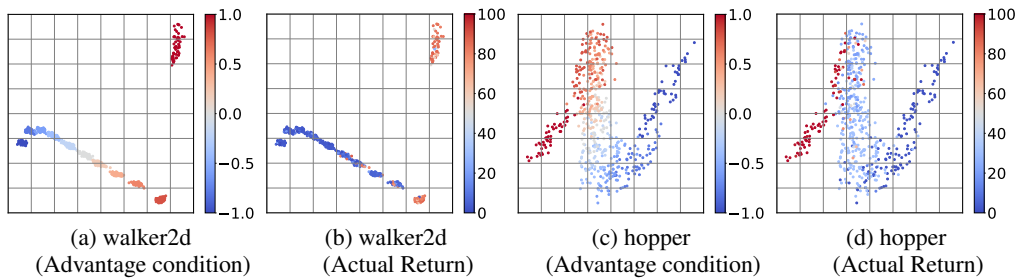 1.0
0.5
0.0
−0.5
−1.0
100
80
60
40
20
0
1.0
0.5
0.0
−0.5
−1.0
100
80
60
40
20
0
(a) walker2d
(Advantage condition)
(b) walker2d
(Actual Return)
(c) hopper
(Advantage condition)
(d) hopper
(Actual Return)